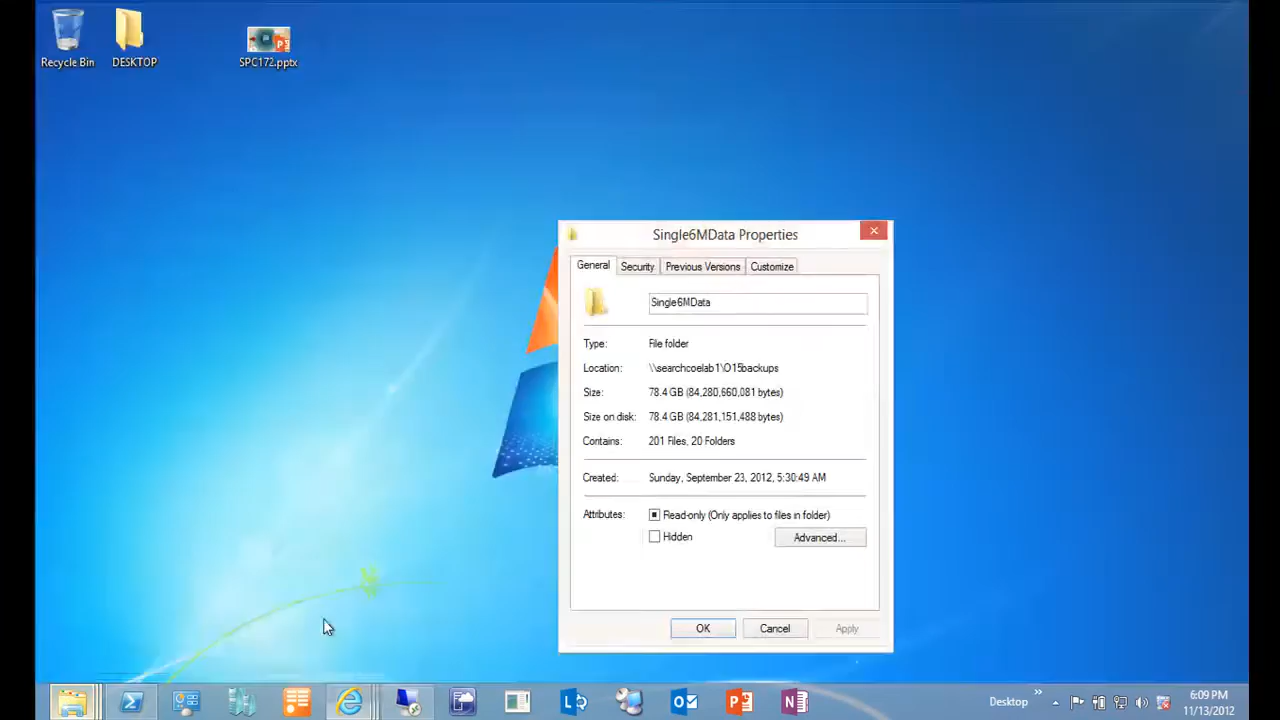 Recycle Bin
DESKTOP
SPC172.pptx
Single6MData Properties
General
Security
Previous Versions
Customize
Single6MData
Type: File folder
Location: \\searchcoelab1\O15backups
Size: 78.4 GB (84,280,660,081 bytes)
Size on disk: 78.4 GB (84,281,151,488 bytes)
Contains: 201 Files, 20 Folders
Created: Sunday, September 23, 2012, 5:30:49 AM
Attributes: Read-only (Only applies to files in folder)
Hidden
Advanced...
OK
Cancel
Apply
Desktop
6:09 PM
11/13/2012